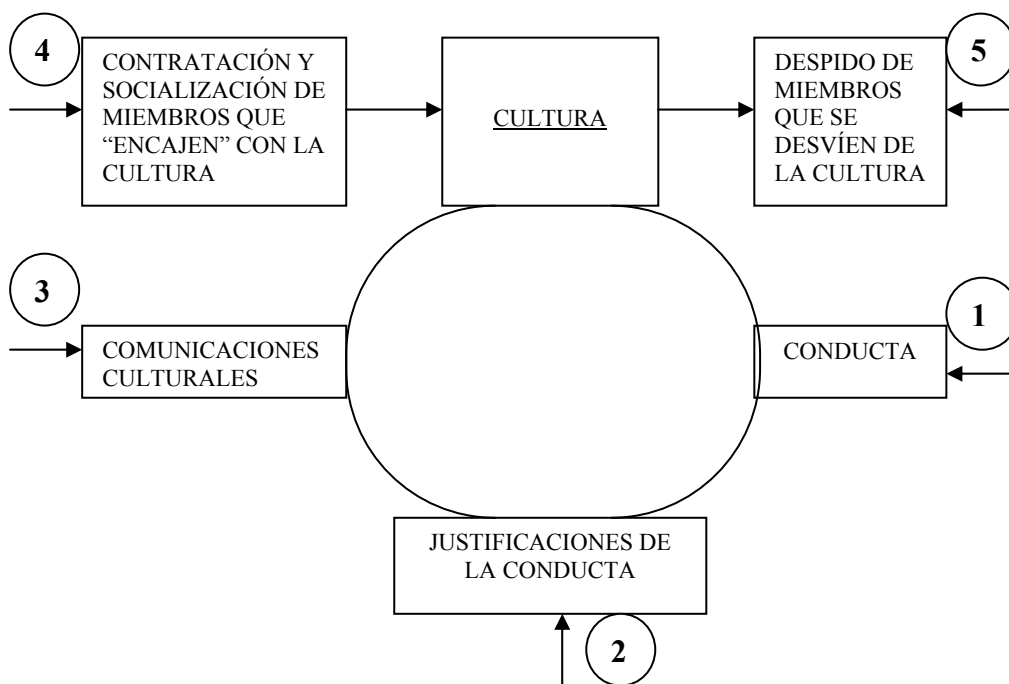 4
CONTRATACIÓN Y
SOCIALIZACIÓN DE
MIEMBROS QUE
“ENCAJEN” CON LA
CULTURA
CULTURA
DESPIDO DE
MIEMBROS
QUE SE
DESVÍEN DE
LA CULTURA
5
3
COMUNICACIONES
CULTURALES
CONDUCTA
1
JUSTIFICACIONES DE
LA CONDUCTA
2